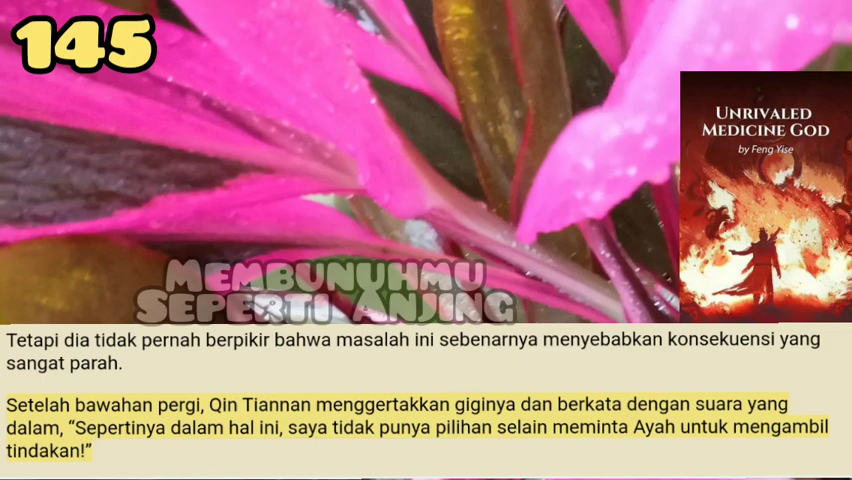 145
UNRIVALED
MEDICINE GOD
by Feng Yise
MEMBUNUHMU
SEPERTI ANJING
Tetapi dia tidak pernah berpikir bahwa masalah ini sebenarnya menyebabkan konsekuensi yang
sangat parah.
Setelah bawahan pergi, Qin Tiannan menggertakkan giginya dan berkata dengan suara yang
dalam, “Sepertinya dalam hal ini, saya tidak punya pilihan selain meminta Ayah untuk mengambil
tindakan!”